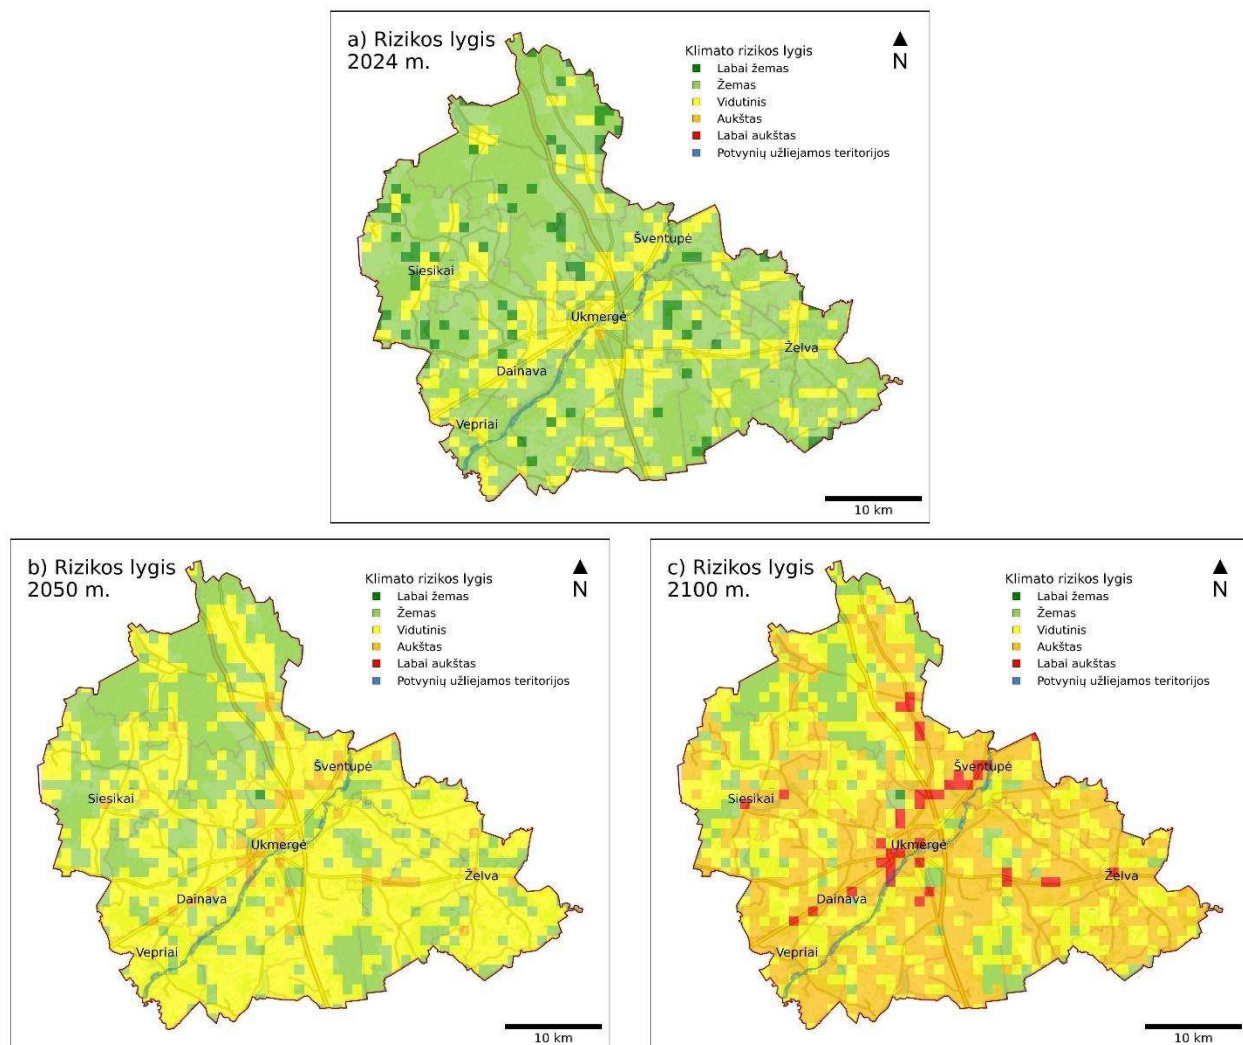 a) Rizikos lygis
2024 m.
Klimato rizikos lygis
Labai žemas
Žemas
Vidutinis
Aukštas
Labai aukštas
Potvynių užliejamos teritorijos
N
Šventupė
Siesikai
Ukmergė
Želva
Dainava
Vepriai
10 km
b) Rizikos lygis
2050 m.
Klimato rizikos lygis
Labai žemas
Žemas
Vidutinis
Aukštas
Labai aukštas
Potvynių užliejamos teritorijos
N
Šventupė
Siesikai
Ukmergė
Želva
Dainava
Vepriai
10 km
c) Rizikos lygis
2100 m.
Klimato rizikos lygis
Labai žemas
Žemas
Vidutinis
Aukštas
Labai aukštas
Potvynių užliejamos teritorijos
N
Šventupė
Siesikai
Ukmergė
Želva
Dainava
Vepriai
10 km